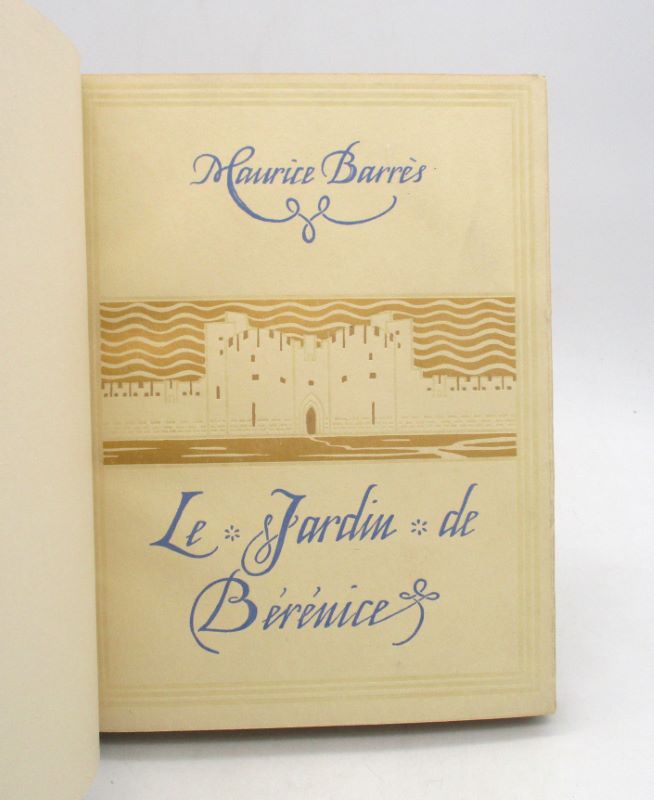 Maurice Barrès
Le * Jardin * de
Bérénice